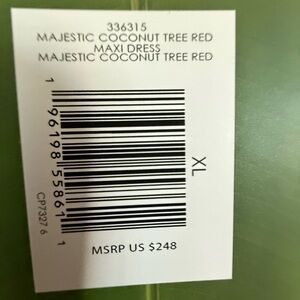 336315
MAJESTIC COCONUT TREE RED
MAXI DRESS
MAJESTIC COCONUT TREE RED
1 96198 55861 1
XL
CP7327 6
MSRP US $248